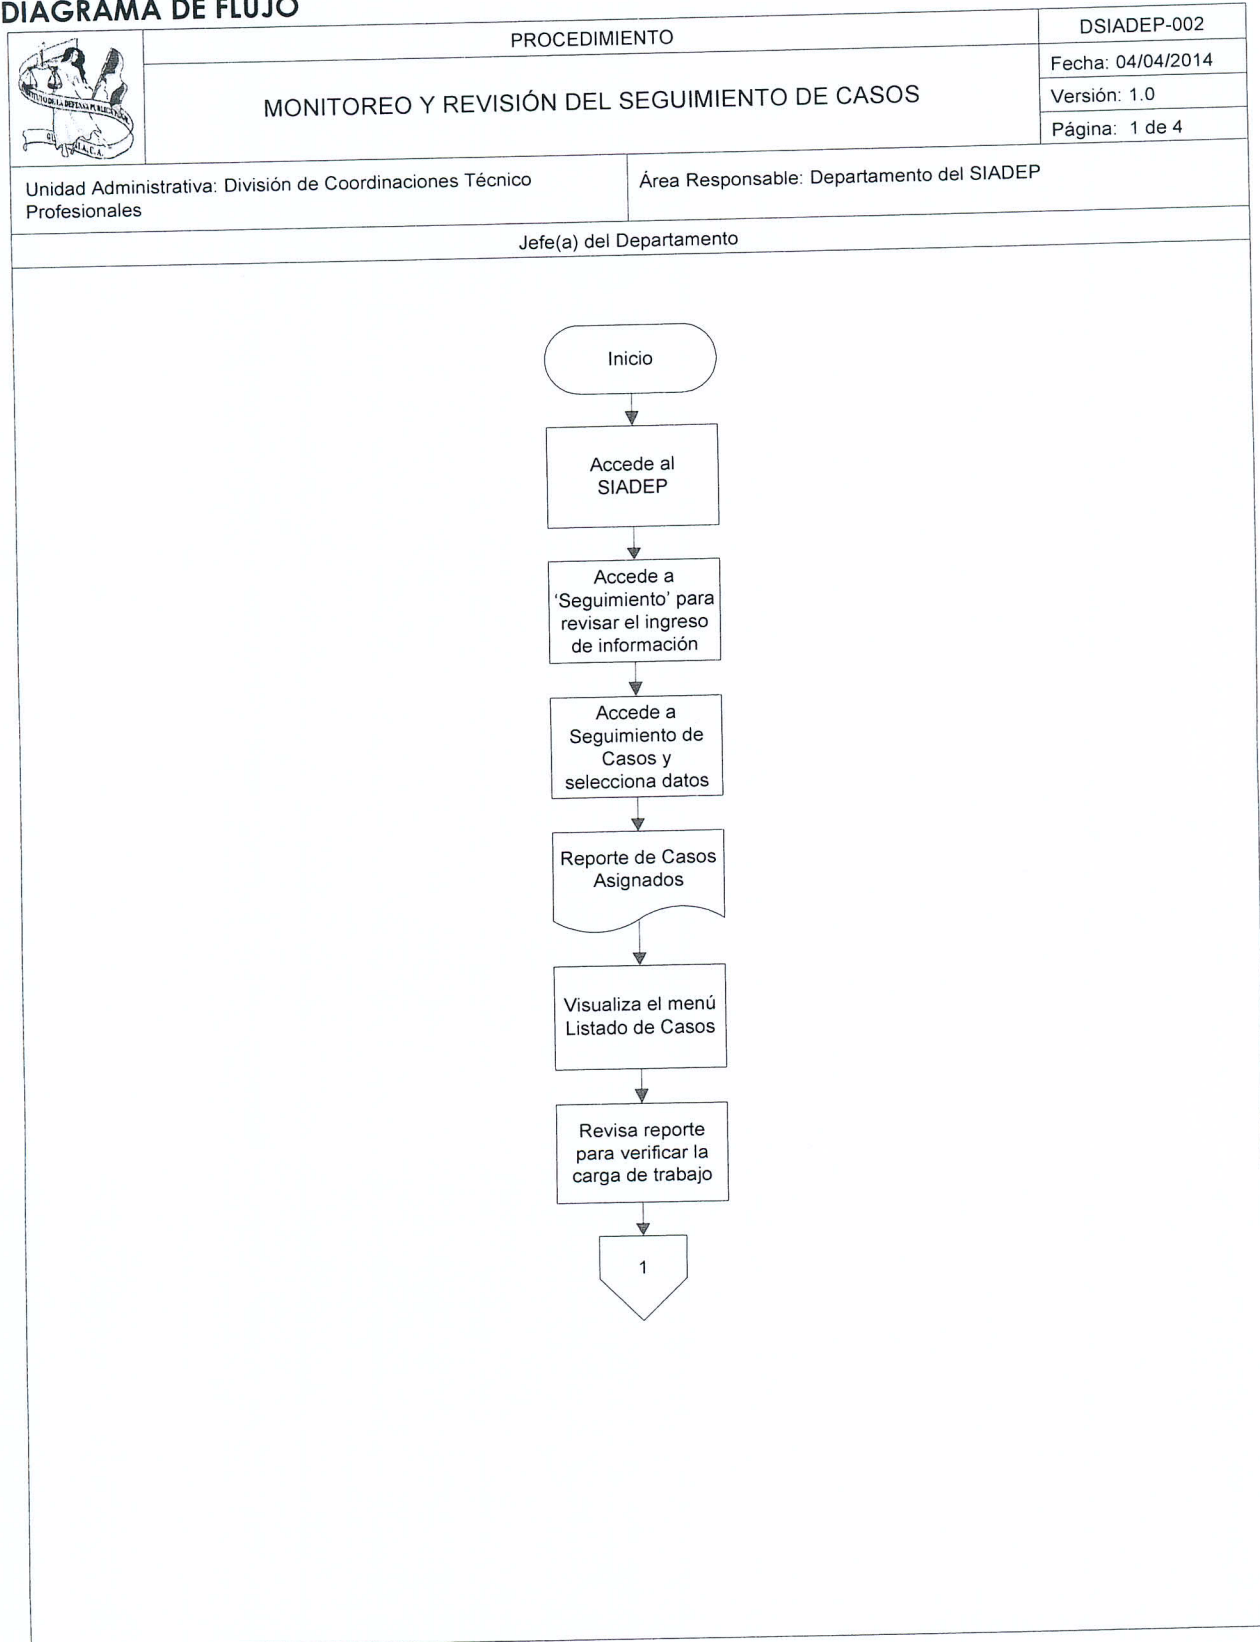 DIAGRAMA DE FLUJO
PROCEDIMIENTO
DSIADEP-002
MONITOREO Y REVISIÓN DEL SEGUIMIENTO DE CASOS
Fecha: 04/04/2014
Versión: 1.0
Página: 1 de 4
Unidad Administrativa: División de Coordinaciones Técnico
Profesionales
Área Responsable: Departamento del SIADEP
Jefe(a) del Departamento
Inicio
Accede al
SIADEP
Accede a
‘Seguimiento’ para
revisar el ingreso
de información
Accede a
Seguimiento de
Casos y
selecciona datos
Reporte de Casos
Asignados
Visualiza el menú
Listado de Casos
Revisa reporte
para verificar la
carga de trabajo
1